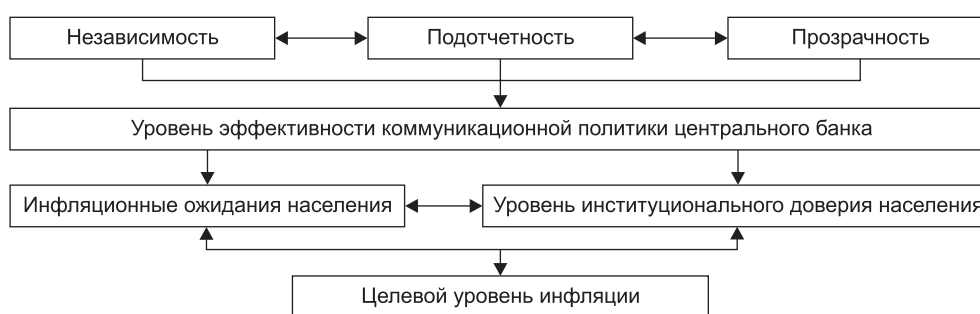 Независимость
Подотчетность
Прозрачность
Уровень эффективности коммуникационной политики центрального банка
Инфляционные ожидания населения
Уровень институционального доверия населения
Целевой уровень инфляции